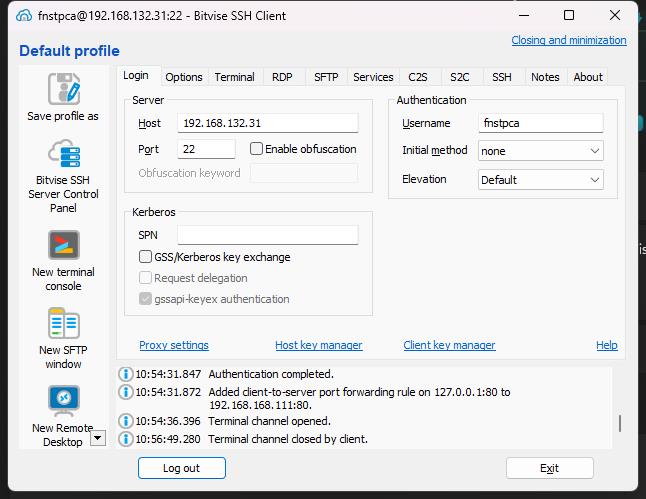 fnstpca@192.168.132.31:22 - Bitvise SSH Client
Default profile
Closing and minimization
Save profile as
Bitvise SSH
Server Control
Panel
New terminal
console
New SFTP
window
New Remote
Desktop
Login Options Terminal RDP SFTP Services C2S S2C SSH Notes About
Server
Host 192.168.132.31
Port 22 Enable obfuscation
Obfuscation keyword
Kerberos
SPN
GSS/Kerberos key exchange
Request delegation
gssapi-keyex authentication
Authentication
Username fnstpca
Initial method none
Elevation Default
Proxy settings Host key manager Client key manager Help
10:54:31.847 Authentication completed.
10:54:31.872 Added client-to-server port forwarding rule on 127.0.0.1:80 to
192.168.168.111:80.
10:54:36.396 Terminal channel opened.
10:56:49.280 Terminal channel closed by client.
Log out Exit